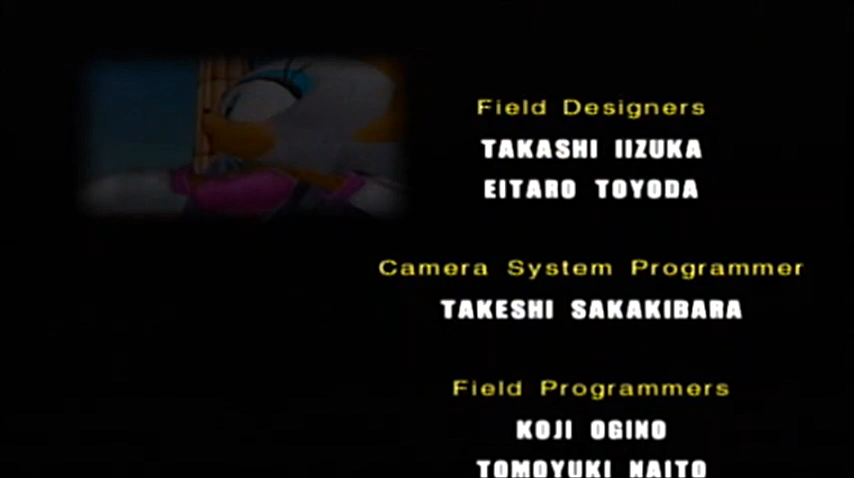 Field Designers
TAKASHI IIZUKA
EITARO TOYODA
Camera System Programmer
TAKESHI SAKAKIBARA
Field Programmers
KOJI OGINO
TOMOYUKI NAITO